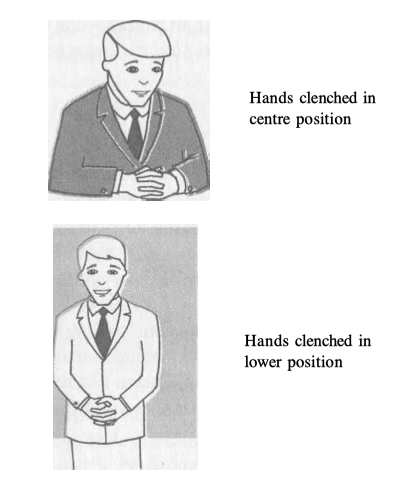 Hands clenched in
centre position
Hands clenched in
lower position